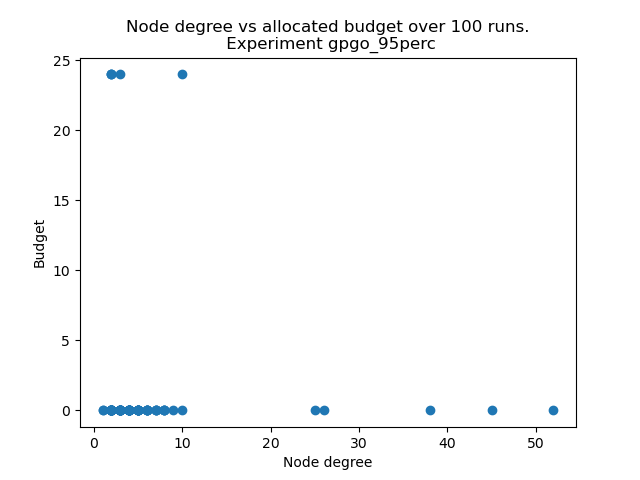 Node degree vs allocated budget over 100 runs.
Experiment gpgo_95perc
25
20
15
10
5
0
Budget
0 10 20 30 40 50
Node degree